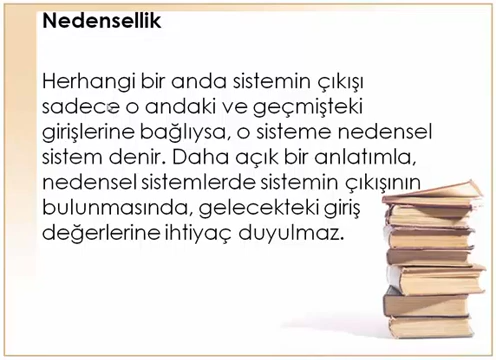 Nedensellik
Herhangi bir anda sistemin çıkışı
sadece o andaki ve geçmişteki
girişlerine bağlıysa, o sisteme nedensel
sistem denir. Daha açık bir anlatımla,
nedensel sistemlerde sistemin çıkışının
bulunmasında, gelecekteki giriş
değerlerine ihtiyaç duyulmaz.